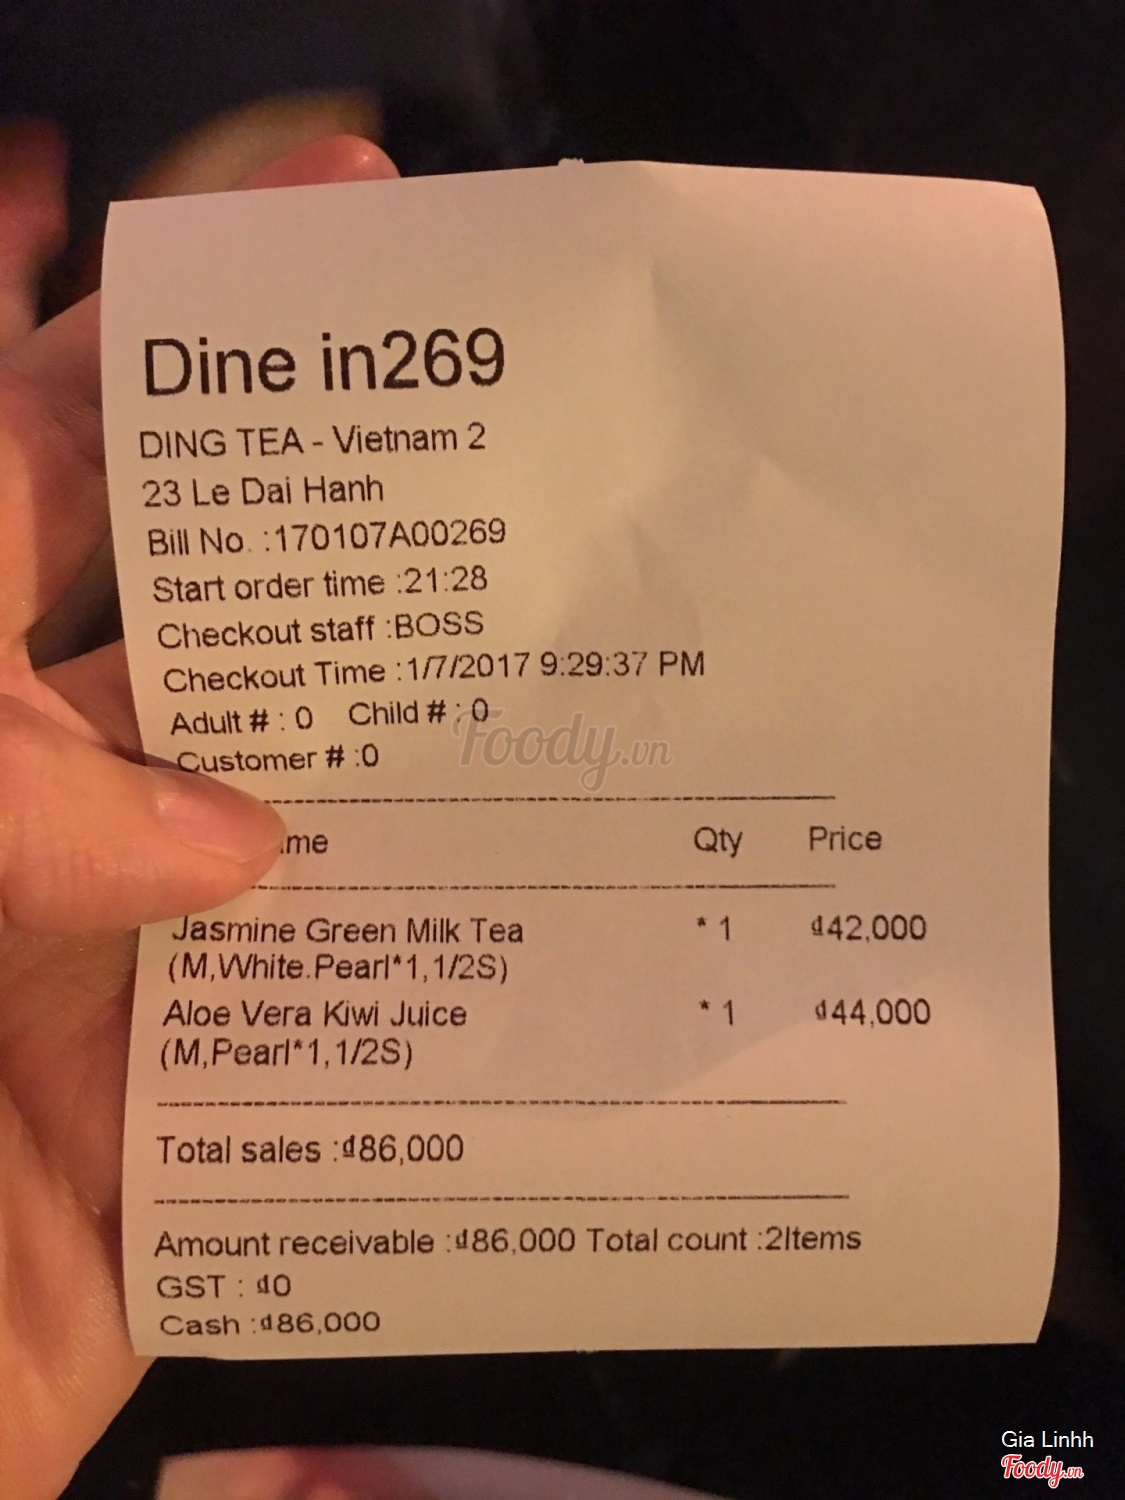 Dine in269
DING TEA - Vietnam 2
23 Le Dai Hanh
Bill No. :170107A00269
Start order time :21:28
Checkout staff :BOSS
Checkout Time :1/7/2017 9:29:37 PM
Adult # : 0 Child # : 0
Foody.vn
Customer # :0
me Qty Price
Jasmine Green Milk Tea * 1 đ42,000
(M,White.Pearl*1,1/2S)
Aloe Vera Kiwi Juice * 1 đ44,000
(M,Pearl*1,1/2S)
Total sales :đ86,000
Amount receivable :đ86,000 Total count :2Items
GST : đ0
Cash :đ86,000
Gia Linhh
Foody.vn